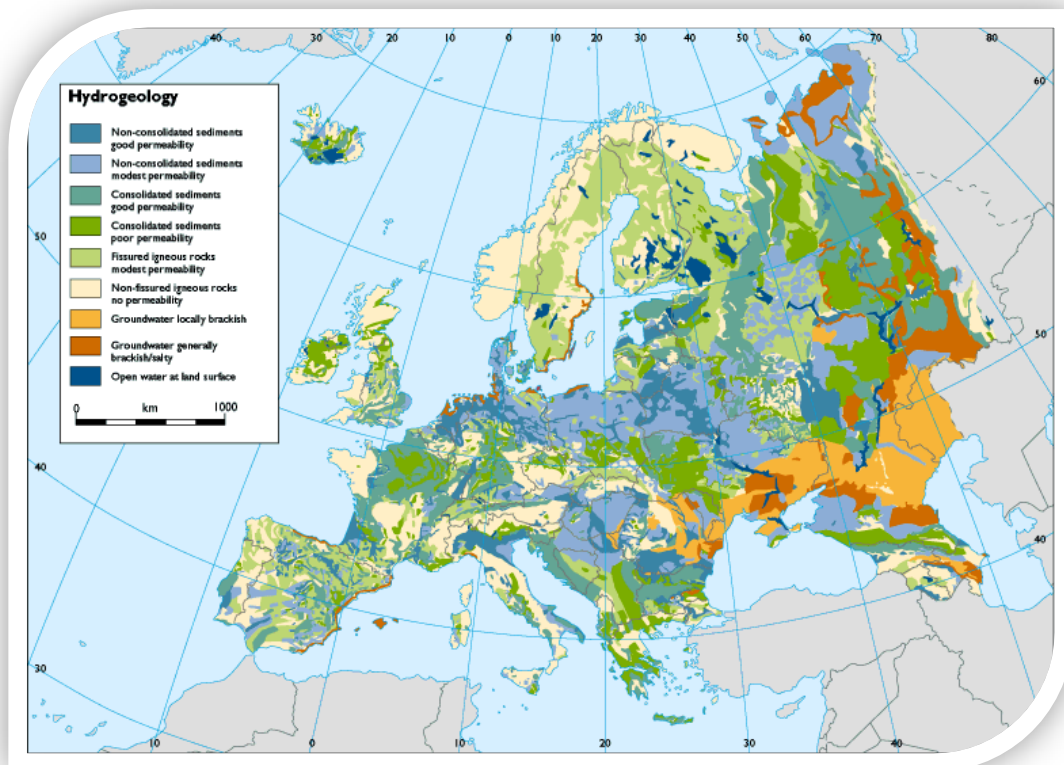 30 20 10 0 10 20 30 40 50 60 70 80
40
60
Hydrogeology
Non-consolidated sediments
good permeability
Non-consolidated sediments
modest permeability
Consolidated sediments
good permeability
Consolidated sediments
poor permeability
Fissured igneous rocks
modest permeability
Non-fissured igneous rocks
no permeability
Groundwater locally brackish
Groundwater generally
brackish/salty
Open water at land surface
0 km 1000
50
50
40
40
30
10 0 10 20 30 40